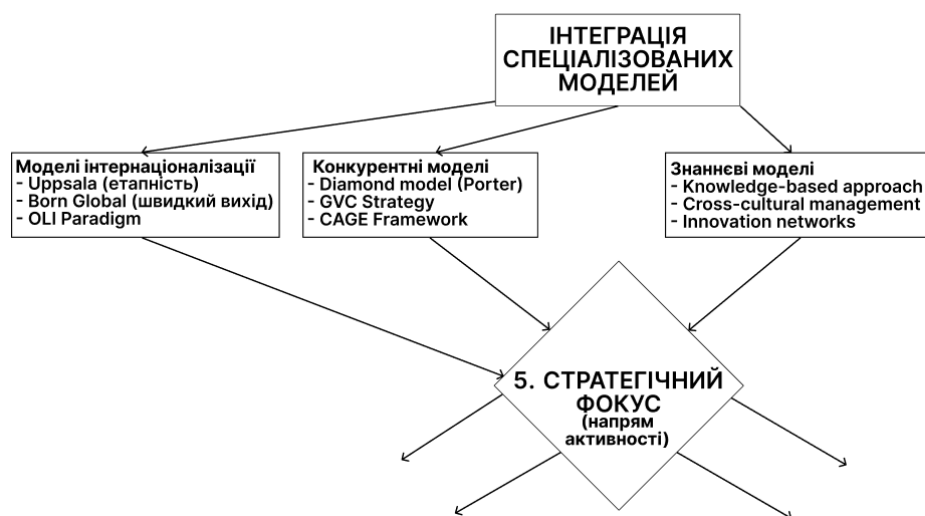 ІНТЕГРАЦІЯ
СПЕЦІАЛІЗОВАНИХ
МОДЕЛЕЙ
Моделі інтернаціоналізації
- Uppsala (етапність)
- Born Global (швидкий вихід)
- OLI Paradigm
Конкурентні моделі
- Diamond model (Porter)
- GVC Strategy
- CAGE Framework
Знаннєві моделі
- Knowledge-based approach
- Cross-cultural management
- Innovation networks
5. СТРАТЕГІЧНИЙ
ФОКУС
(напрям
активності)